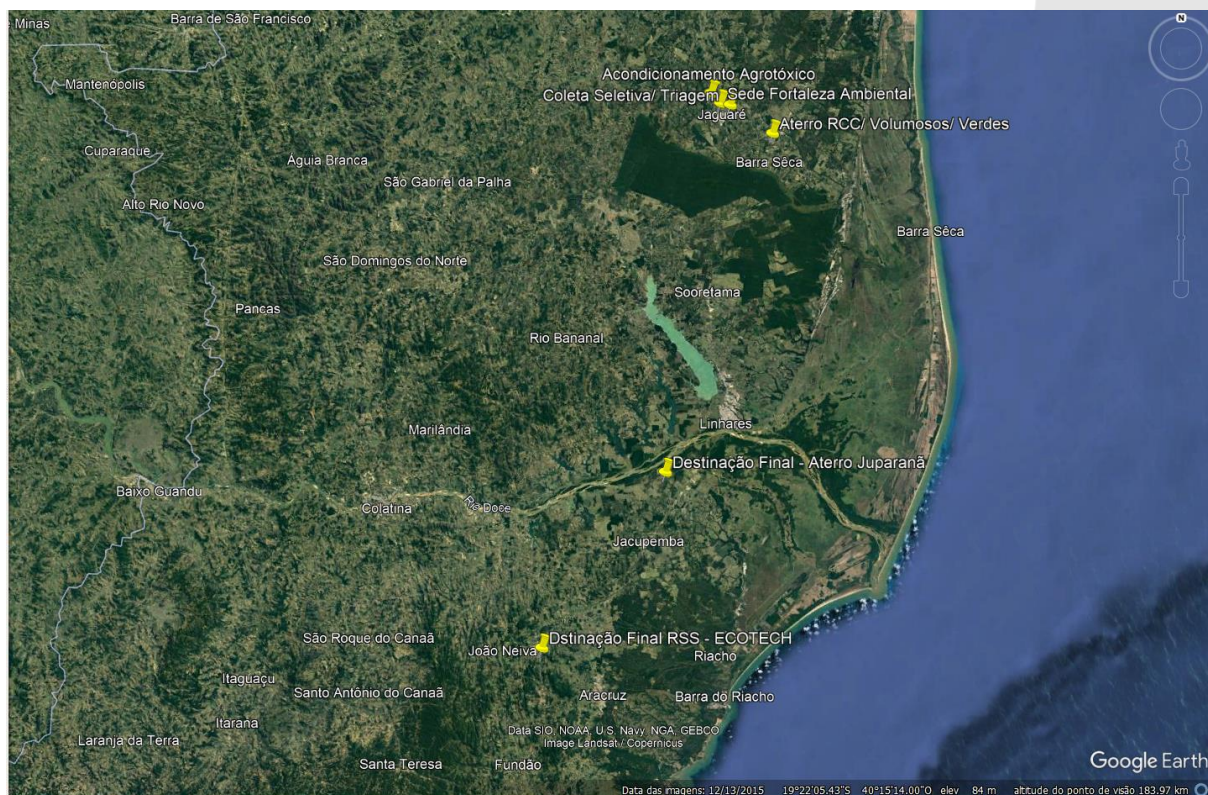 e Minas
Barra de São Francisco
N
Mantenópolis
Acondicionamento Agrotóxico
Coleta Seletiva/ Triagem
Sede Fortaleza Ambiental
Jaguaré
Aterro RCC/ Volumosos/ Verdes
Cuparaque
Águia Branca
Barra Sêca
São Gabriel da Palha
Alto Rio Novo
Barra Sêca
São Domingos do Norte
Sooretama
Pancas
Rio Bananal
Linhares
Marilândia
Destinação Final - Aterro Juparanã
Baixo Guandu
Colatina
Rio Doce
Jacupemba
São Roque do Canaã
Dstinação Final RSS - ECOTECH
João Neiva
Riacho
Itaguaçu
Santo Antônio do Canaã
Aracruz
Barra do Riacho
Itarana
Laranja da Terra
Data SIO, NOAA, U.S. Navy, NGA, GEBCO
Image Landsat / Copernicus
Santa Teresa
Fundão
Google Earth
Data das imagens: 12/13/2015 19°22'05.43"S 40°15'14.00"O elev 84 m altitude do ponto de visão 183.97 km